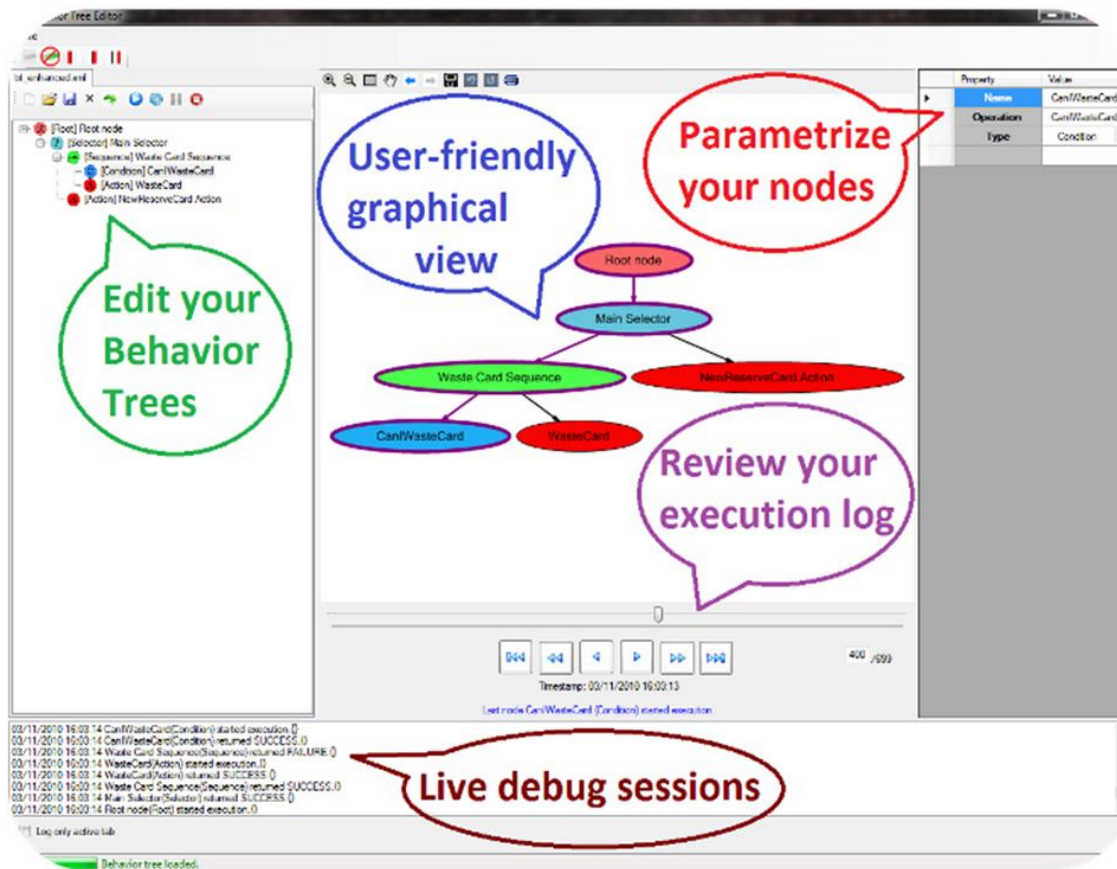 or Tree Editor
bt_enhanced.xml
[Root] Root node
[Selector] Main Selector
[Sequence] Waste Card Sequence
[Condition] CanIWasteCard
[Action] WasteCard
[Action] NewReserveCard Action
Edit your
Behavior
Trees
User-friendly
graphical
view
Parametrize
your nodes
Property Value
Name CanIWasteCard
Operation CanIWasteCard
Type Condition
Root node
Main Selector
Waste Card Sequence
NewReserveCard Action
CanIWasteCard
WasteCard
Review your
execution log
400 /699
Timestamp: 03/11/2010 16:03:13
Last node CanIWasteCard (Condition) started execution.
03/11/2010 16:03:14 CanIWasteCard(Condition) started execution.()
03/11/2010 16:03:14 CanIWasteCard(Condition) returned SUCCESS.()
03/11/2010 16:03:14 Waste Card Sequence(Sequence) returned FAILURE.()
03/11/2010 16:03:14 WasteCard(Action) started execution.()
03/11/2010 16:03:14 WasteCard(Action) returned SUCCESS.()
03/11/2010 16:03:14 Waste Card Sequence(Sequence) returned SUCCESS.()
03/11/2010 16:03:14 Main Selector(Selector) returned SUCCESS.()
03/11/2010 16:03:14 Root node(Root) started execution.()
Live debug sessions
Log only active tab
Behavior tree loaded.